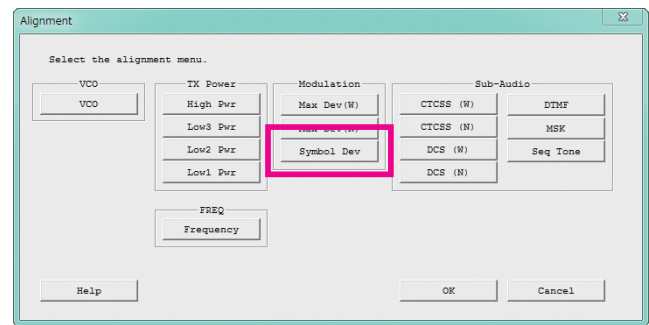 Alignment
Select the alignment menu.
VCO TX Power Modulation Sub-Audio
VCO High Pwr Max Dev(W) CTCSS (W) DTMF
Low3 Pwr CTCSS (N) MSK
Low2 Pwr Symbol Dev DCS (W) Seq Tone
Low1 Pwr DCS (N)
FREQ
Frequency
Help OK Cancel